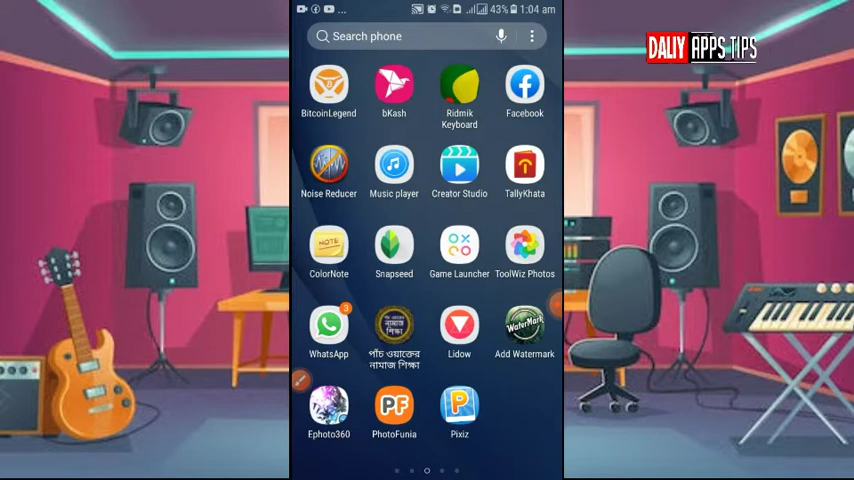 ... 43% 1:04 am
DALIY APPS TIPS
Search phone
BitcoinLegend
bKash
Ridmik
Keyboard
Facebook
Noise Reducer
Music player
Creator Studio
TallyKhata
NOTE
ColorNote
Snapseed
Game Launcher
ToolWiz Photos
3
WhatsApp
নামাজ
শিক্ষা
পাঁচ ওয়াক্তের
নামাজ শিক্ষা
Lidow
WaterMark
Add Watermark
Ephoto360
PF
PhotoFunia
P
Pixiz